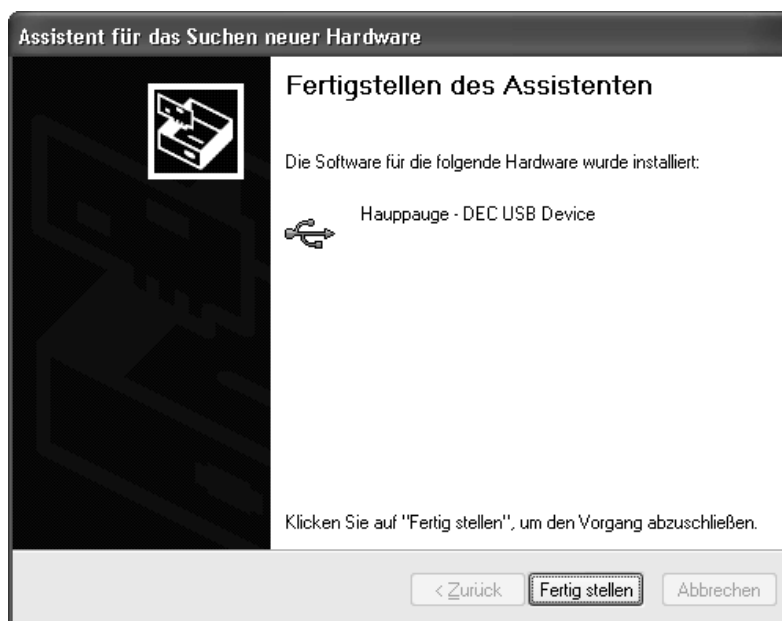 Assistent für das Suchen neuer Hardware
Fertigstellen des Assistenten
Die Software für die folgende Hardware wurde installiert:
Hauppauge - DEC USB Device
Klicken Sie auf "Fertig stellen", um den Vorgang abzuschließen.
< Zurück
Fertig stellen
Abbrechen